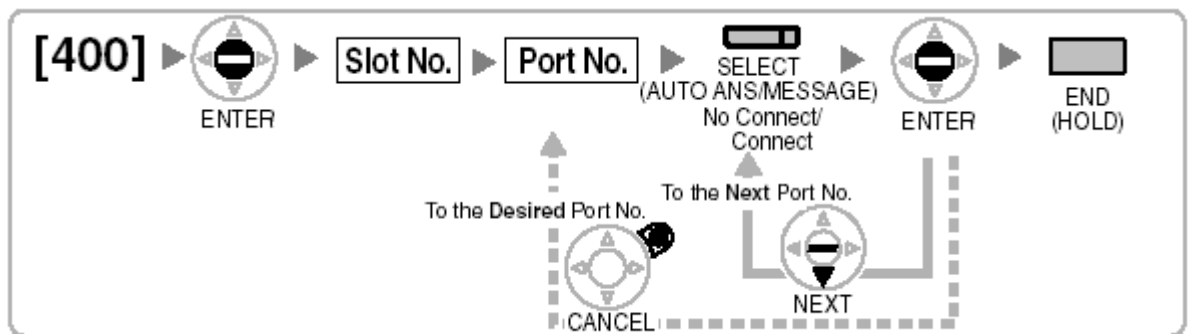 [400]
ENTER
Slot No.
Port No.
SELECT
(AUTO ANS/MESSAGE)
No Connect/
Connect
ENTER
END
(HOLD)
To the Desired Port No.
CANCEL
To the Next Port No.
NEXT